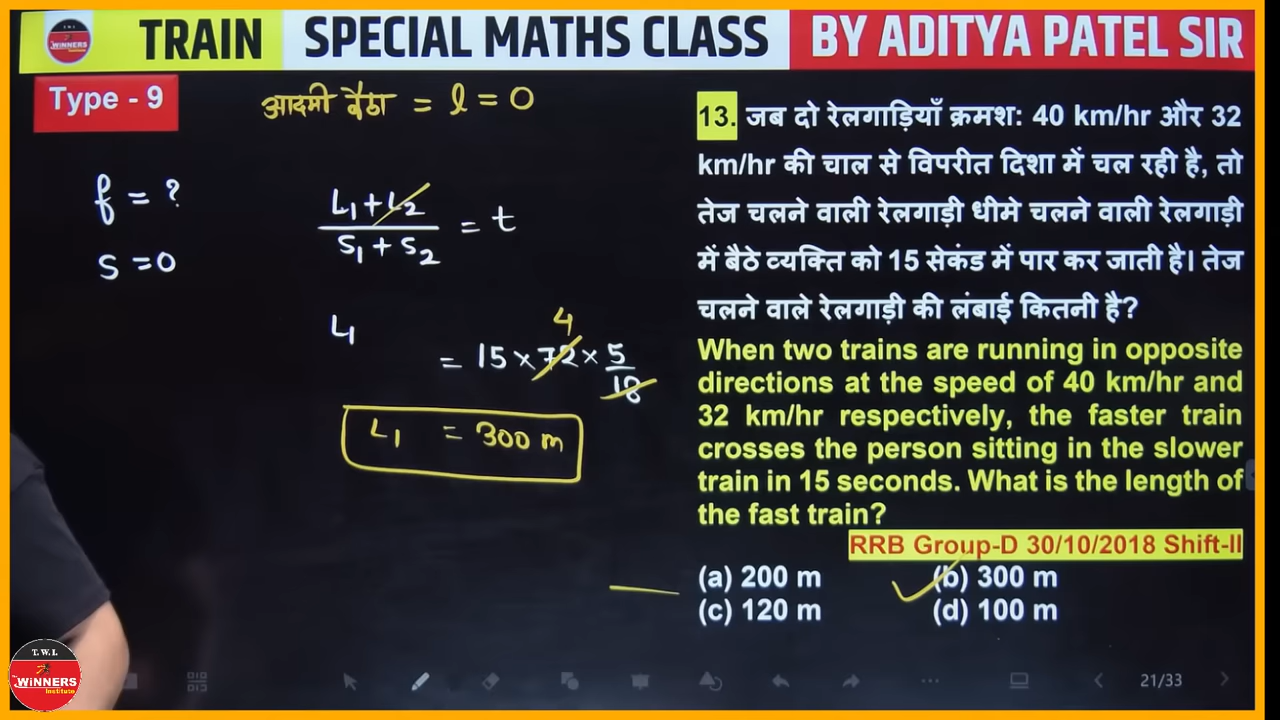 TRAIN SPECIAL MATHS CLASS BY ADITYA PATEL SIR
WiNNERS
Type - 9
आदमी बैठा = l = 0
f = ?
S = 0
L₁ + L₂
S₁ + S₂
= t
4
4
= 15 × 72 × 5
18
L₁ = 300 m
13. जब दो रेलगाड़ियाँ क्रमश: 40 km/hr और 32
km/hr की चाल से विपरीत दिशा में चल रही है, तो
तेज चलने वाली रेलगाड़ी धीमे चलने वाली रेलगाड़ी
में बैठे व्यक्ति को 15 सेकंड में पार कर जाती है। तेज
चलने वाले रेलगाड़ी की लंबाई कितनी है?
When two trains are running in opposite
directions at the speed of 40 km/hr and
32 km/hr respectively, the faster train
crosses the person sitting in the slower
train in 15 seconds. What is the length of
the fast train?
RRB Group-D 30/10/2018 Shift-II
(a) 200 m (b) 300 m
(c) 120 m (d) 100 m
T.W.I.
The WiNNERS
Institute
21/33